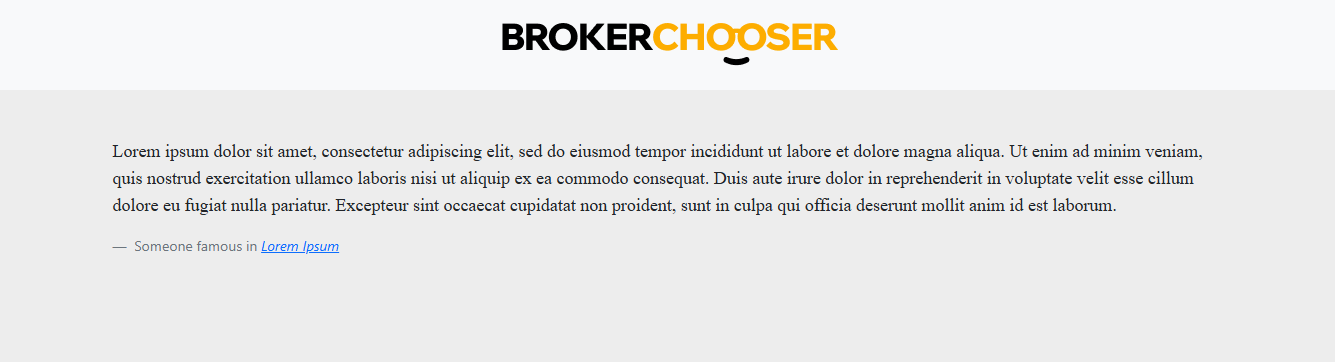 BROKERCHOOSER
Lorem ipsum dolor sit amet, consectetur adipiscing elit, sed do eiusmod tempor incididunt ut labore et dolore magna aliqua. Ut enim ad minim veniam,
quis nostrud exercitation ullamco laboris nisi ut aliquip ex ea commodo consequat. Duis aute irure dolor in reprehenderit in voluptate velit esse cillum
dolore eu fugiat nulla pariatur. Excepteur sint occaecat cupidatat non proident, sunt in culpa qui officia deserunt mollit anim id est laborum.
— Someone famous in Lorem Ipsum